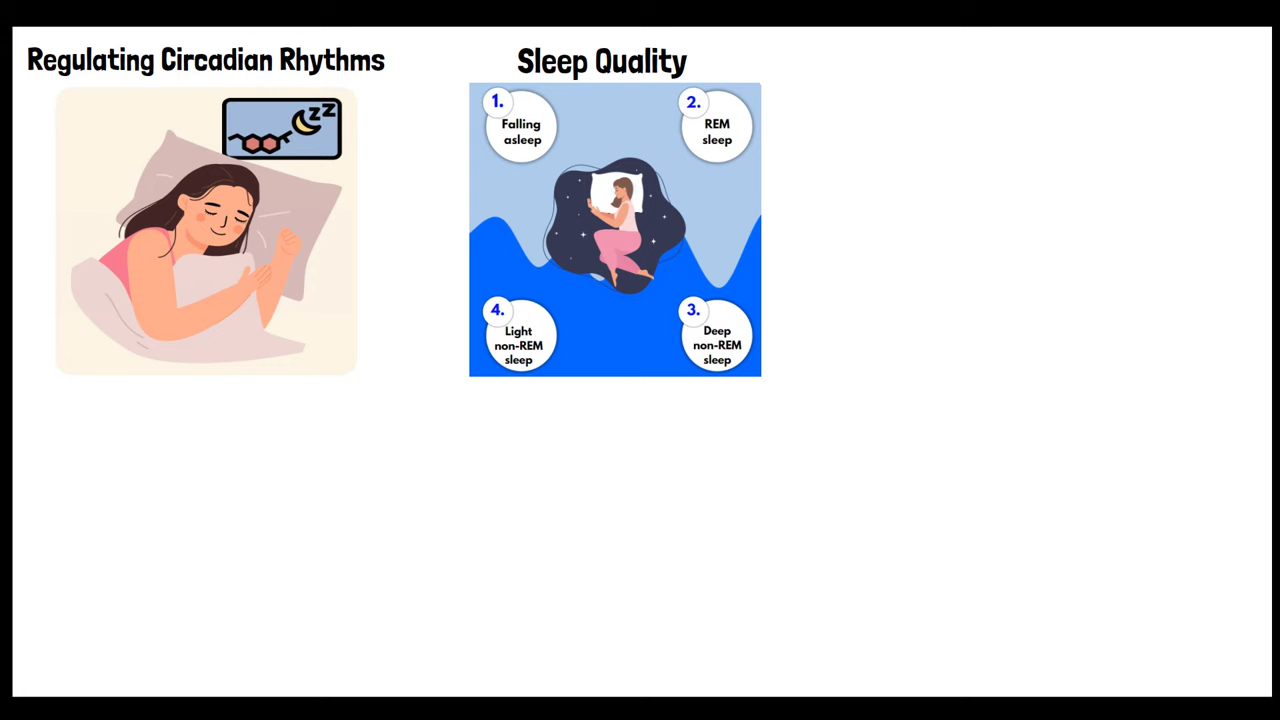 Regulating Circadian Rhythms
zzZ
Sleep Quality
1.
Falling
asleep
2.
REM
sleep
4.
Light
non-REM
sleep
3.
Deep
non-REM
sleep